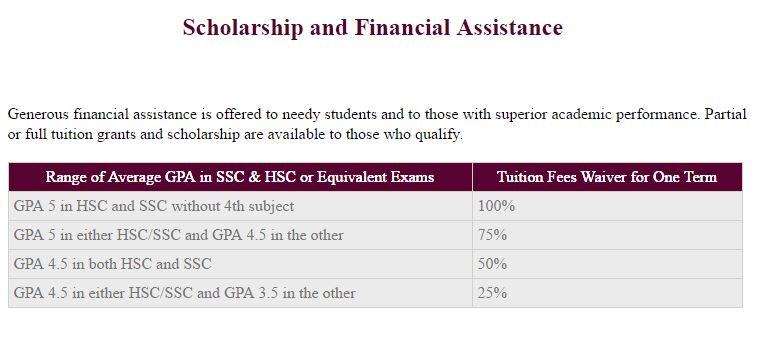 Scholarship and Financial Assistance
Generous financial assistance is offered to needy students and to those with superior academic performance. Partial
or full tuition grants and scholarship are available to those who qualify.
Range of Average GPA in SSC & HSC or Equivalent Exams Tuition Fees Waiver for One Term
GPA 5 in HSC and SSC without 4th subject 100%
GPA 5 in either HSC/SSC and GPA 4.5 in the other 75%
GPA 4.5 in both HSC and SSC 50%
GPA 4.5 in either HSC/SSC and GPA 3.5 in the other 25%